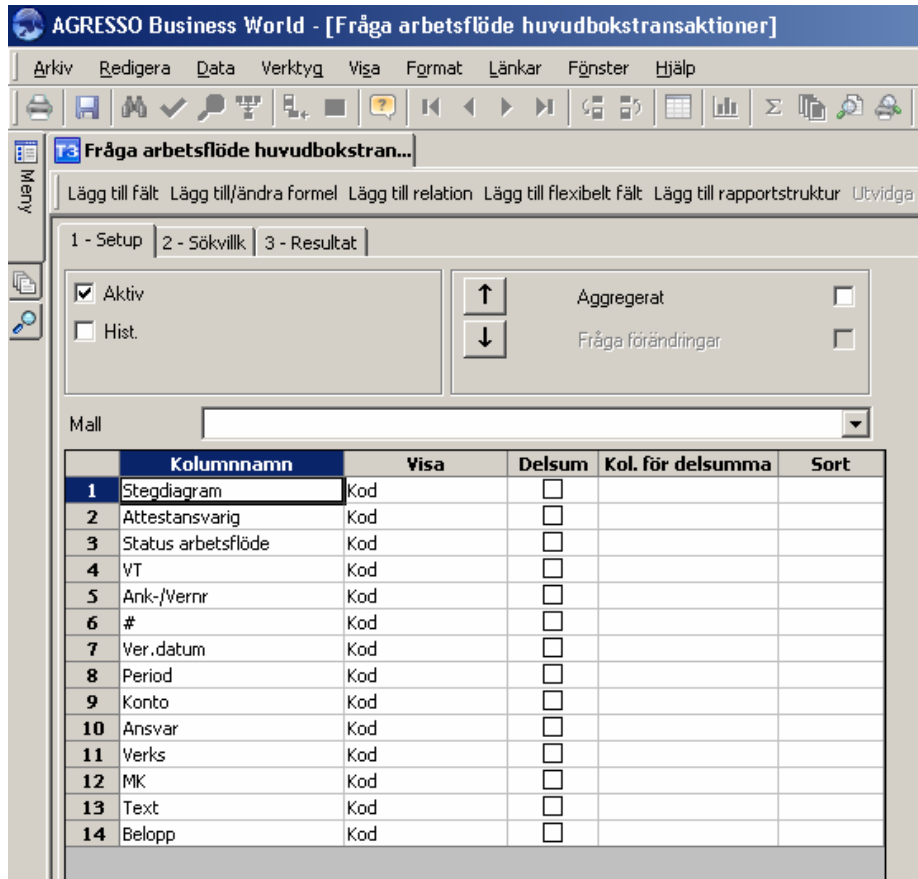 AGRESSO Business World - [Fråga arbetsflöde huvudbokstransaktioner]
Arkiv Redigera Data Verktyg Visa Format Länkar Fönster Hjälp
Meny
T3 Fråga arbetsflöde huvudbokstran...
Lägg till fält Lägg till/ändra formel Lägg till relation Lägg till flexibelt fält Lägg till rapportstruktur Utvidga
1 - Setup 2 - Sökvillk 3 - Resultat
Aktiv Aggregerat
Hist. Fråga förändringar
Mall
Kolumnnamn Visa Delsum Kol. för delsumma Sort
1 Stegdiagram Kod
2 Attestansvarig Kod
3 Status arbetsflöde Kod
4 VT Kod
5 Ank-/Vernr Kod
6 # Kod
7 Ver.datum Kod
8 Period Kod
9 Konto Kod
10 Ansvar Kod
11 Verks Kod
12 MK Kod
13 Text Kod
14 Belopp Kod